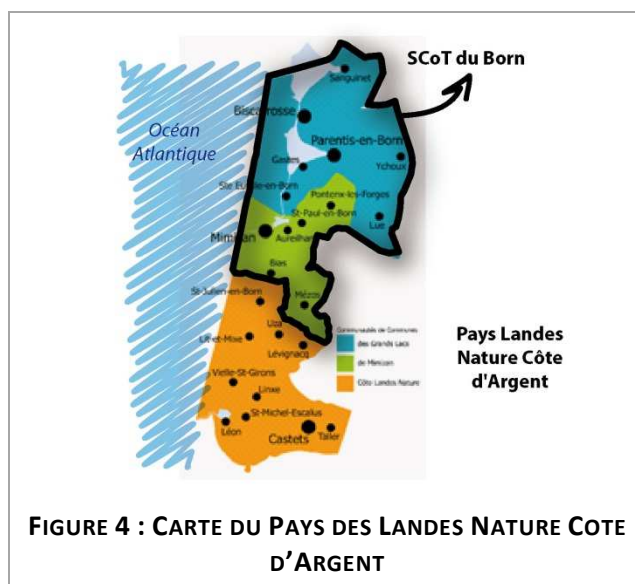 SCoT du Born
Sanguinet
Océan
Atlantique
Biscarrosse
Parentis-en-Born
Gastes
Ychoux
Ste Eulalie-en-Born
Pontenx-les-Forges
St-Paul-en-Born
Lue
Mimizan
Aureilhan
Bias
Mézos
St-Julien-en-Born
Uza
Communautés de Communes
Lit-et-Mixe
Lévignacq
des Grands Lacs
de Mimizan
Côte Landes Nature
Pays Landes
Nature Côte
d'Argent
Vielle-St-Girons
Linxe
St-Michel-Escalus
Léon
Castets
Taller
FIGURE 4 : CARTE DU PAYS DES LANDES NATURE COTE
D'ARGENT